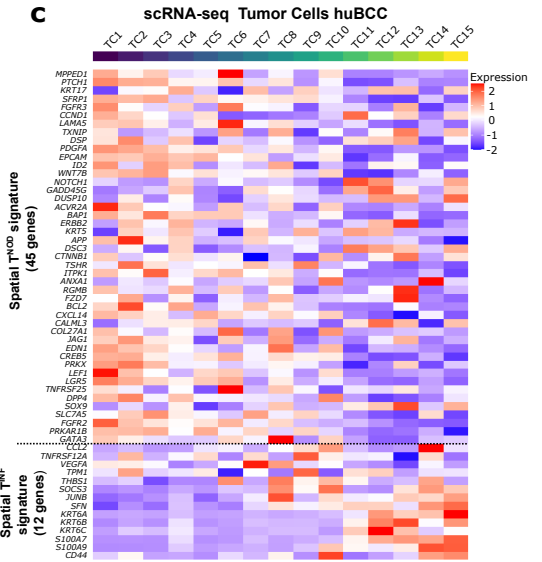 C
scRNA-seq Tumor Cells huBCC
TC1 TC2 TC3 TC4 TC5 TC6 TC7 TC8 TC9 TC10 TC11 TC12 TC13 TC14 TC15
Expression
2
1
0
-1
-2
Spatial T^NOD signature
(45 genes)
MPPED1
PTCH1
KRT17
SFRP1
FGFR3
CCND1
LAMA5
TXNIP
DSP
PDGFA
EPCAM
ID2
WNT7B
NOTCH1
GADD45G
DUSP10
ACVR2A
BAP1
ERBB2
KRT5
APP
DSC3
CTNNB1
TSHR
ITPK1
ANXA1
RGMB
FZD7
BCL2
CXCL14
CALML3
COL27A1
JAG1
EDN1
CREB5
PRKX
LEF1
LGR5
TNFRSF25
DPP4
SOX9
SLC7A5
FGFR2
PRKAR1B
GATA3
Spatial T^INF
signature
(12 genes)
CCL2
TNFRSF12A
VEGFA
TPM1
THBS1
SOCS3
JUNB
SFN
KRT6A
KRT6B
KRT6C
S100A7
S100A9
CD44